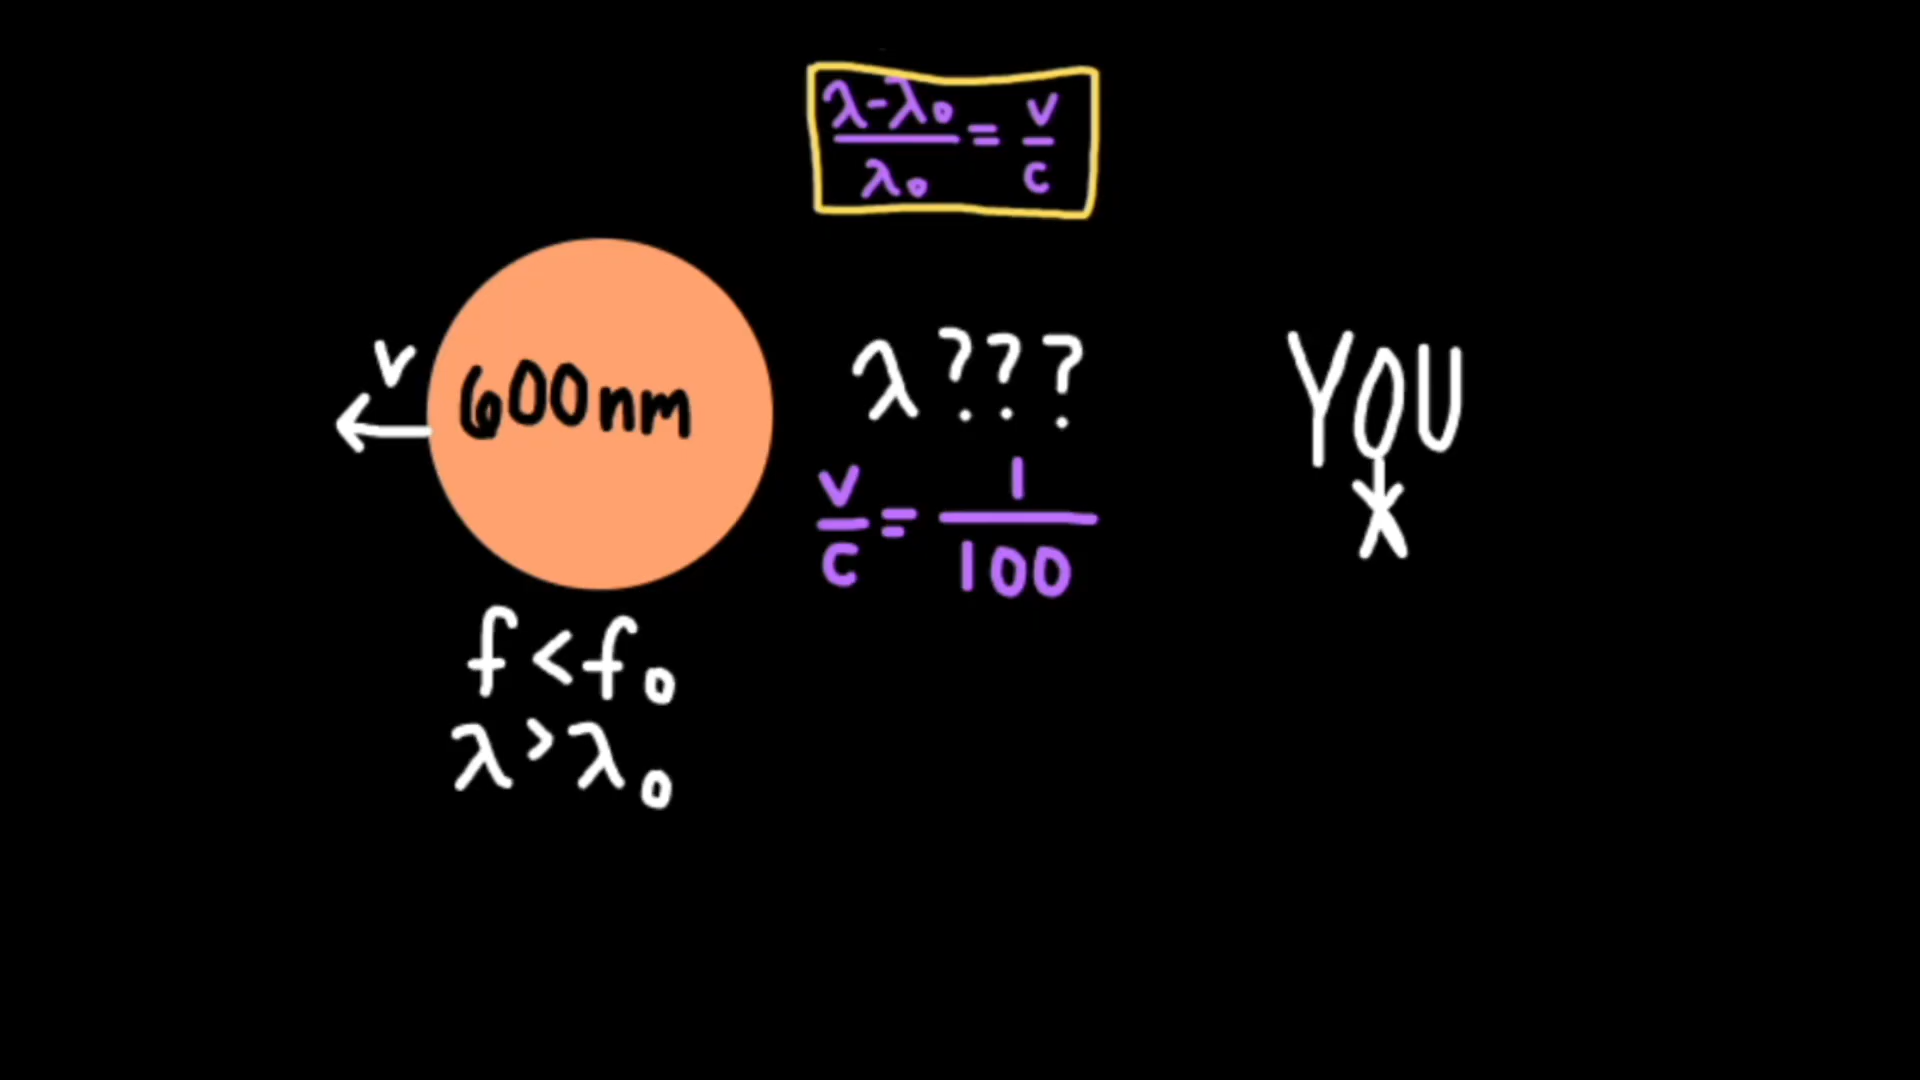 λ-λ₀/λ₀ = v/c
v
600nm
λ???
YOU
v/c = 1/100
f<f₀
λ>λ₀